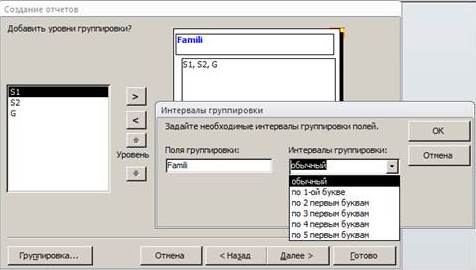 Создание отчетов
Добавить уровни группировки?
Famili
S1, S2, G
S1
S2
G
>
<
Уровень
Интервалы группировки
Задайте необходимые интервалы группировки полей.
Поля группировки:
Интервалы группировки:
Famili
обычный
обычный
по 1-ой букве
по 2 первым буквам
по 3 первым буквам
по 4 первым буквам
по 5 первым буквам
ОК
Отмена
Группировка...
Отмена
< Назад
Далее >
Готово